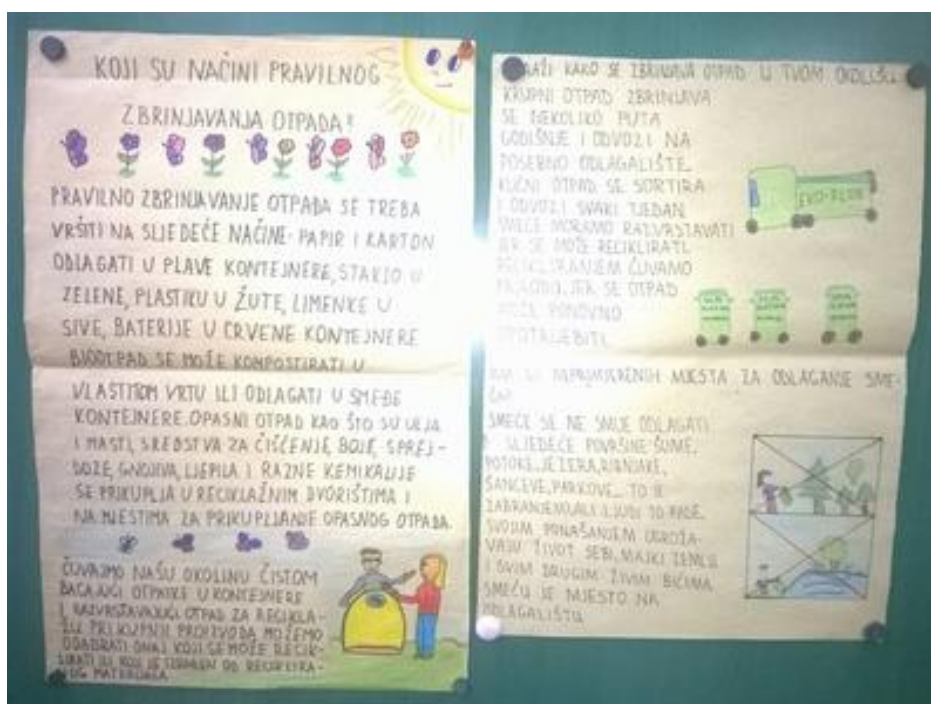 KOJI SU NAČINI PRAVILNOG
ZBRINJAVANJA OTPADA?
PRAVILNO ZBRINJAVANJE OTPADA SE TREBA
VRŠITI NA SLJEDEĆE NAČINE: PAPIR I KARTON
ODLAGATI U PLAVE KONTEJNERE, STAKLO U
ZELENE, PLASTIKU U ŽUTE, LIMENKE U
SIVE, BATERIJE U CRVENE KONTEJNERE
BIOOTPAD SE MOŽE KOMPOSTIRATI U
VLASTITOM VRTU ILI ODLAGATI U SMEĐE
KONTEJNERE. OPASNI OTPAD KAO ŠTO SU ULJA
I MASTI, SREDSTVA ZA ČIŠĆENJE, BOJE, SPREJ-
DOZE, GNOJIVA, LJEPILA I RAZNE KEMIKALIJE
SE PRIKUPLJA U RECIKLAŽNIM DVORIŠTIMA I
NA MJESTIMA ZA PRIKUPLJANJE OPASNOG OTPADA.
ČUVAJMO NAŠU OKOLINU ČISTOM
BACAJUĆI OTPATKE U KONTEJNERE
I RAZVRSTAVAJUĆI OTPAD ZA RECIKLA-
ŽU. PRI KUPNJI PROIZVODA MOŽEMO
ODABRATI ONAJ KOJI SE MOŽE RECIK-
LIRATI ILI KOJI JE OD RECIKLIRA-
NOG MATERIJALA.
KAKO SE ZBRINJAVA OTPAD U TVOM OKOLIŠU
KRUPNI OTPAD ZBRINJAVA
SE NEKOLIKO PUTA
GODIŠNJE I ODVOZI NA
POSEBNO ODLAGALIŠTE.
KUĆNI OTPAD SE SORTIRA
I ODVOZI SVAKI TJEDAN.
SMEĆE MORAMO RAZVRSTAVATI
JER SE MOŽE RECIKLIRATI.
RECIKLIRANJEM ČUVAMO
PRIRODU, JER SE OTPAD
MOŽE PONOVNO
UPOTRIJEBITI.
NEPRIMJERENIH MJESTA ZA ODLAGANJE SME-
ĆA?
SMEĆE SE NE SMIJE ODLAGATI
SLJEDEĆE POVRŠINE: ŠUME,
POTOKE, JEZERA, RIBNJAKE,
ŠANČEVE, PARKOVE... TO JE
ZABRANJENO, ALI LJUDI TO RADE.
SVOJIM PONAŠANJEM UGROŽA-
VAJU ŽIVOT SEBI, MAJKI ZEMLJI
I SVIM DRUGIM ŽIVIM BIĆIMA.
SMEĆU JE MJESTO NA
ODLAGALIŠTU.